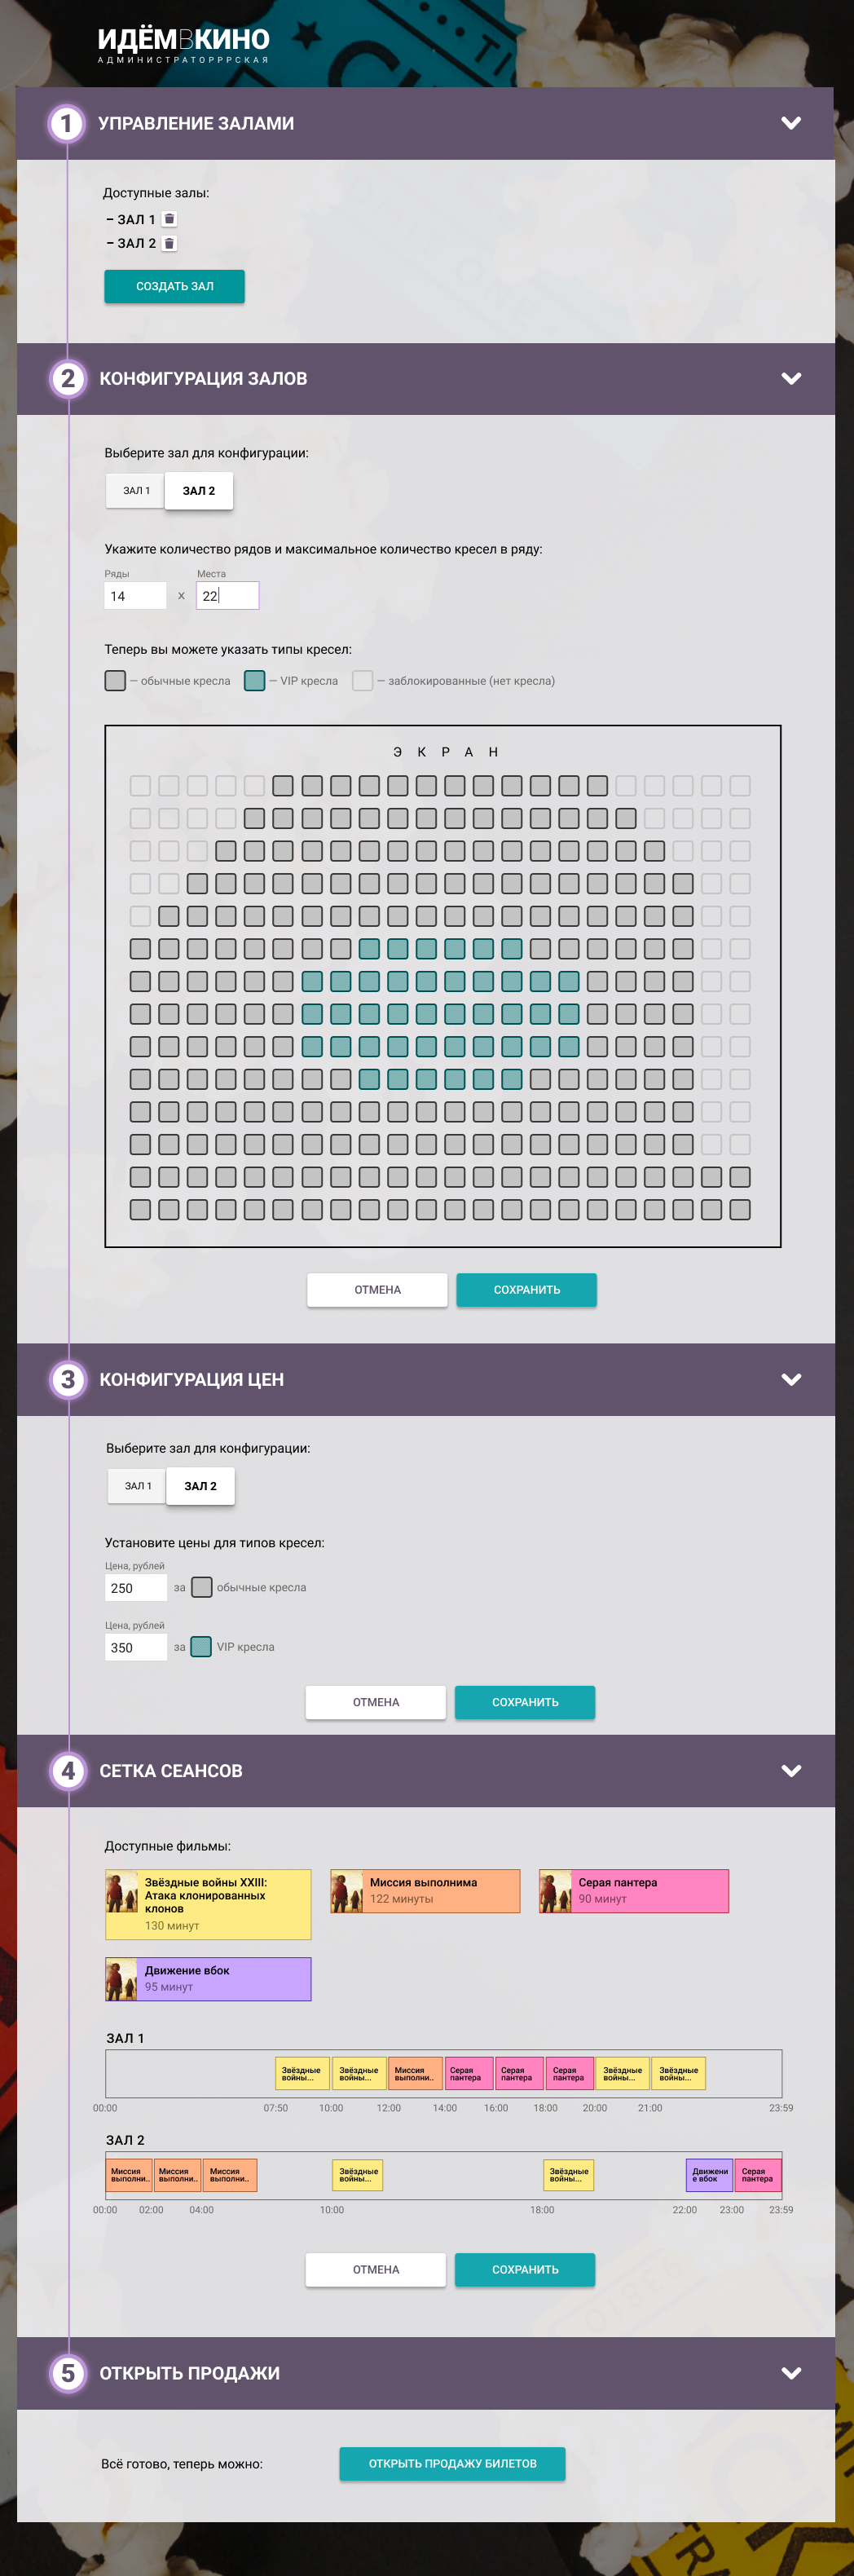 ИДЁМВКИНО
АДМИНИСТРАТОРРРСКАЯ
1 УПРАВЛЕНИЕ ЗАЛАМИ
Доступные залы:
– ЗАЛ 1
– ЗАЛ 2
СОЗДАТЬ ЗАЛ
2 КОНФИГУРАЦИЯ ЗАЛОВ
Выберите зал для конфигурации:
ЗАЛ 1 ЗАЛ 2
Укажите количество рядов и максимальное количество кресел в ряду:
Ряды Места
14 x 22
Теперь вы можете указать типы кресел:
— обычные кресла — VIP кресла — заблокированные (нет кресла)
ЭКРАН
ОТМЕНА СОХРАНИТЬ
3 КОНФИГУРАЦИЯ ЦЕН
Выберите зал для конфигурации:
ЗАЛ 1 ЗАЛ 2
Установите цены для типов кресел:
Цена, рублей
250 за обычные кресла
Цена, рублей
350 за VIP кресла
ОТМЕНА СОХРАНИТЬ
4 СЕТКА СЕАНСОВ
Доступные фильмы:
Звёздные войны XXIII:
Атака клонированных
клонов
130 минут
Миссия выполнима
122 минуты
Серая пантера
90 минут
Движение вбок
95 минут
ЗАЛ 1
Звёздные Звёздные Миссия Серая Серая Серая Звёздные Звёздные
войны... войны... выполни.. пантера пантера пантера войны... войны...
00:00 07:50 10:00 12:00 14:00 16:00 18:00 20:00 21:00 23:59
ЗАЛ 2
Миссия Миссия Миссия Звёздные Звёздные Движени Серая
выполни.. выполни.. выполни.. войны... войны... е вбок пантера
00:00 02:00 04:00 10:00 18:00 22:00 23:00 23:59
ОТМЕНА СОХРАНИТЬ
5 ОТКРЫТЬ ПРОДАЖИ
Всё готово, теперь можно: ОТКРЫТЬ ПРОДАЖУ БИЛЕТОВ